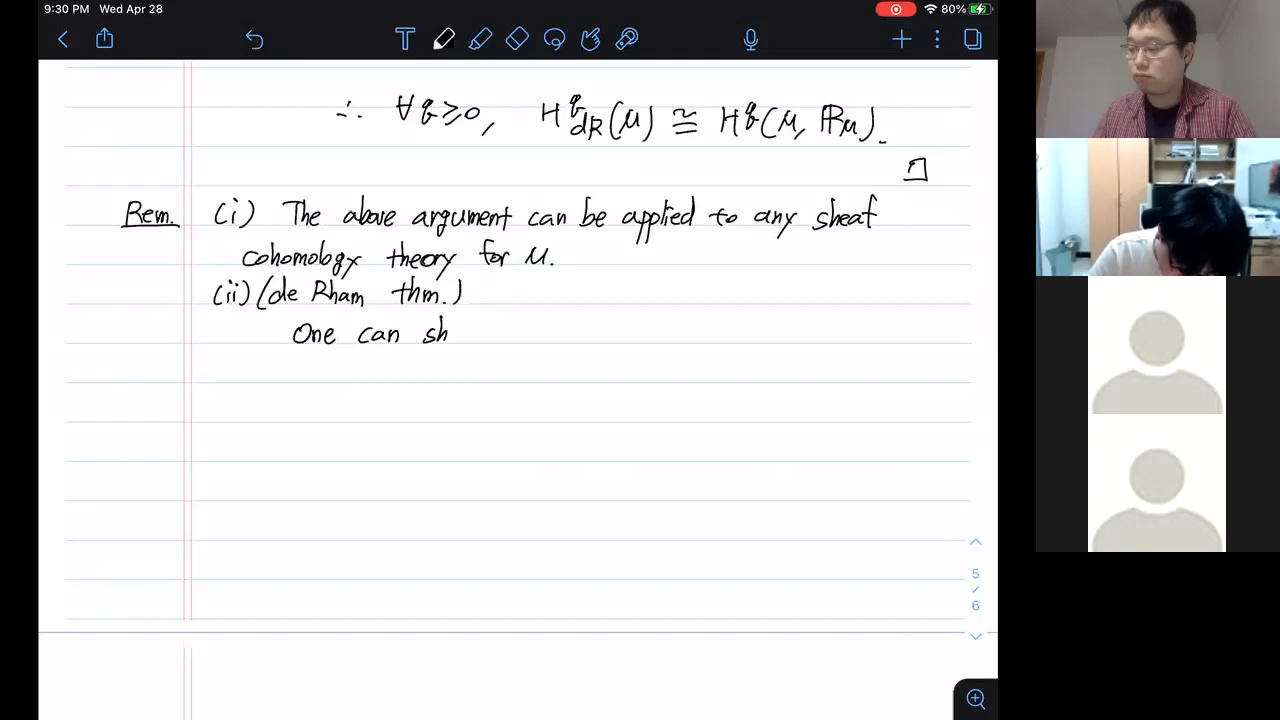 9:30 PM Wed Apr 28
80%
∴ ∀q≥0, H^q_dR(M) ≅ H^q(M, ℝ_M).
□
Rem. (i) The above argument can be applied to any sheaf
cohomology theory for M.
(ii) (de Rham thm.)
One can sh
5
/
6